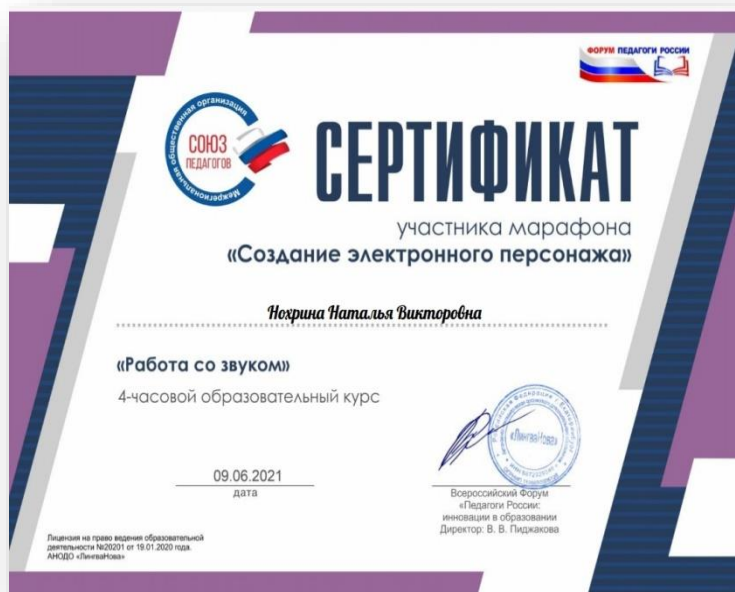 ФОРУМ ПЕДАГОГИ РОССИИ
Межрегиональная общественная организация
СОЮЗ
ПЕДАГОГОВ
СЕРТИФИКАТ
участника марафона
«Создание электронного персонажа»
Нохрина Наталья Викторовна
«Работа со звуком»
4-часовой образовательный курс
09.06.2021
дата
«ЛингваНова»
Всероссийский Форум
«Педагоги России:
инновации в образовании
Директор: В. В. Пиджакова
Лицензия на право ведения образовательной
деятельности №20201 от 19.01.2020 года.
АНОДО «ЛингваНова»